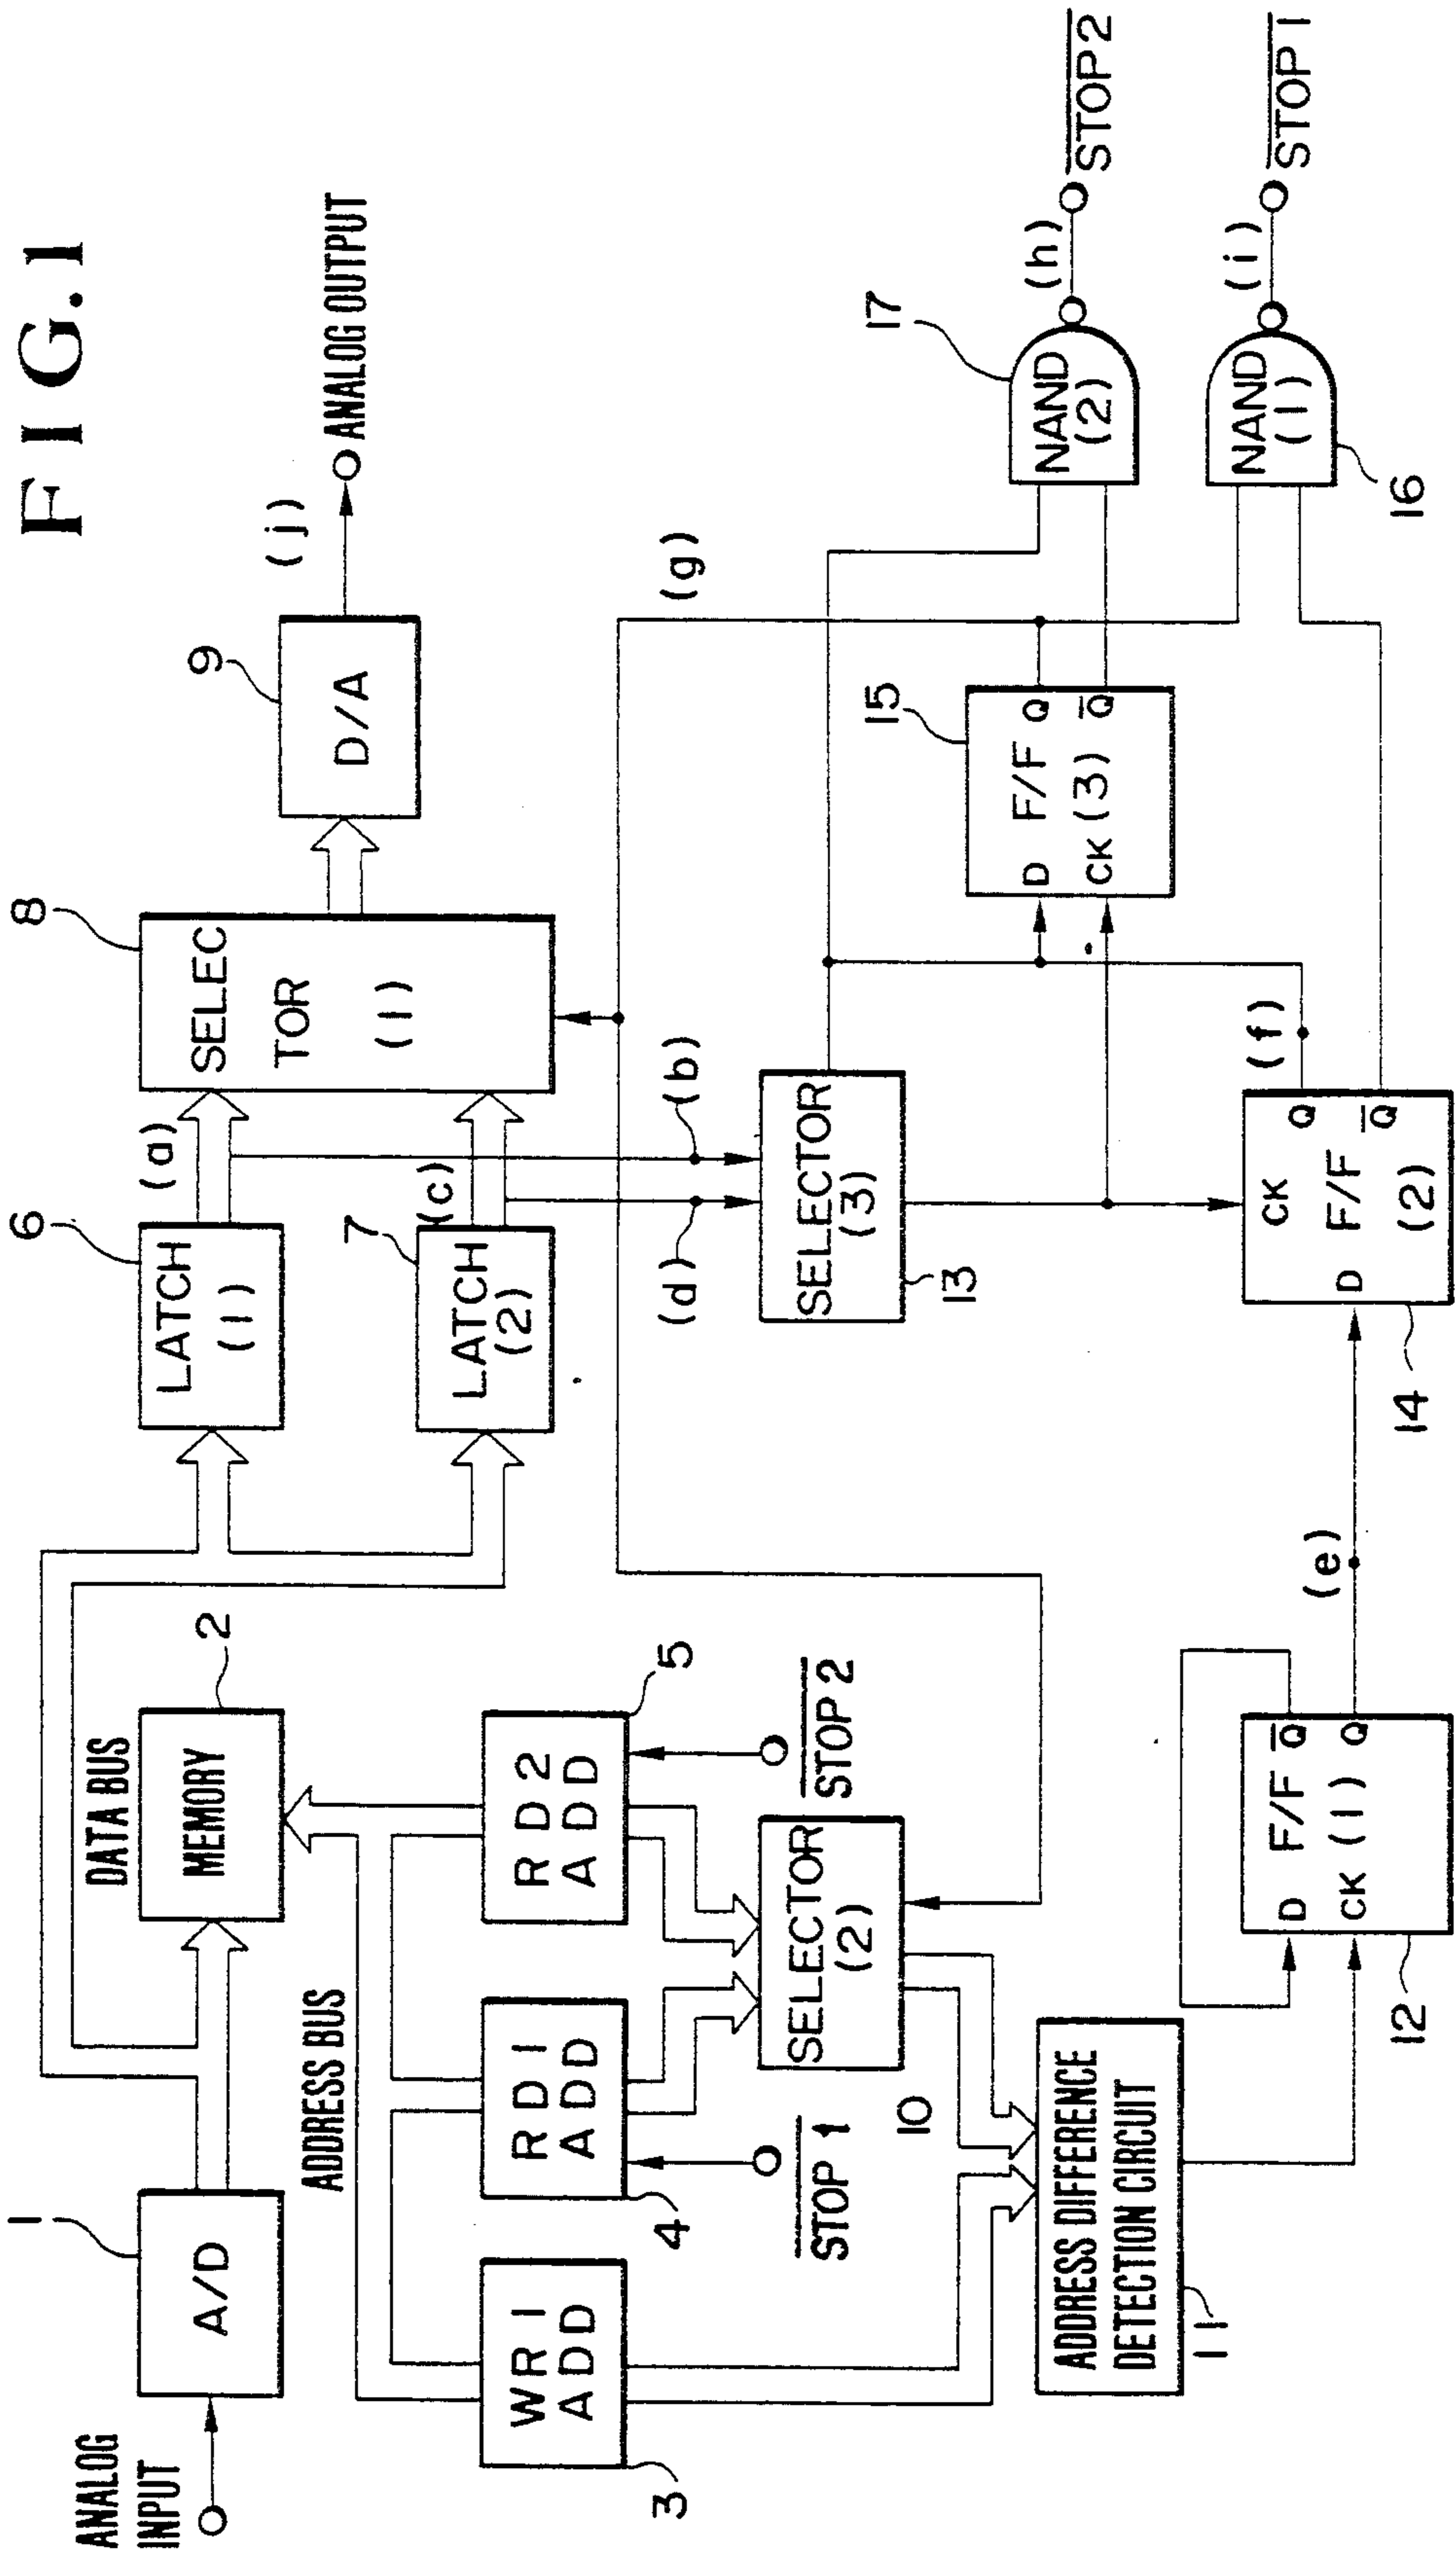 FIG.1
ANALOG
INPUT
1
A/D
DATA BUS
MEMORY
2
LATCH
(1)
6
(a)
SELEC
TOR
(1)
8
D/A
9
(j)
ANALOG OUTPUT
LATCH
(2)
7
(c)
ADDRESS BUS
WR1
ADD
3
RD1
ADD
4
STOP 1
RD2
ADD
5
STOP 2
SELECTOR
(2)
10
(b)
(d)
SELECTOR
(3)
13
(g)
ADDRESS DIFFERENCE
DETECTION CIRCUIT
11
D F/F Q
CK (1) Q
12
(e)
CK Q
D F/F Q
(2)
14
(f)
D F/F Q
CK (3) Q
15
NAND
(2)
17
(h)
STOP 2
NAND
(1)
16
(i)
STOP 1